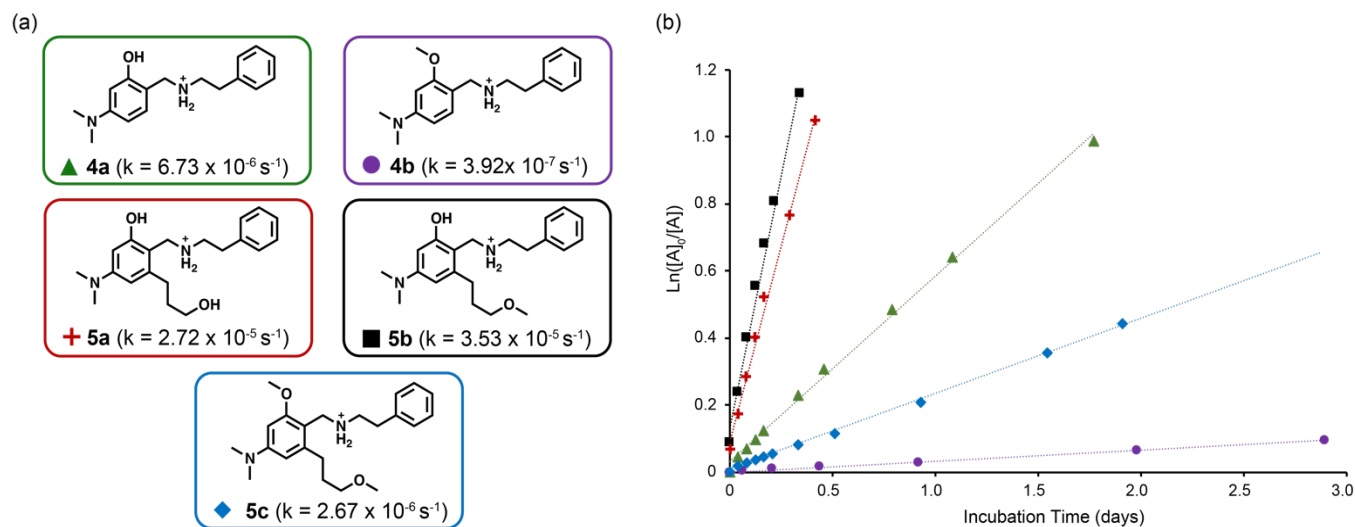 (a)
OH
N
+
H₂
N
4a (k = 6.73 x 10⁻⁶ s⁻¹)
O
N
+
H₂
N
4b (k = 3.92x 10⁻⁷ s⁻¹)
OH
N
+
H₂
N
OH
5a (k = 2.72 x 10⁻⁵ s⁻¹)
OH
N
+
H₂
N
O
5b (k = 3.53 x 10⁻⁵ s⁻¹)
O
N
+
H₂
N
O
5c (k = 2.67 x 10⁻⁶ s⁻¹)
(b)
Ln([A]₀/[A])
1.2
1.0
0.8
0.6
0.4
0.2
0
0 0.5 1.0 1.5 2.0 2.5 3.0
Incubation Time (days)